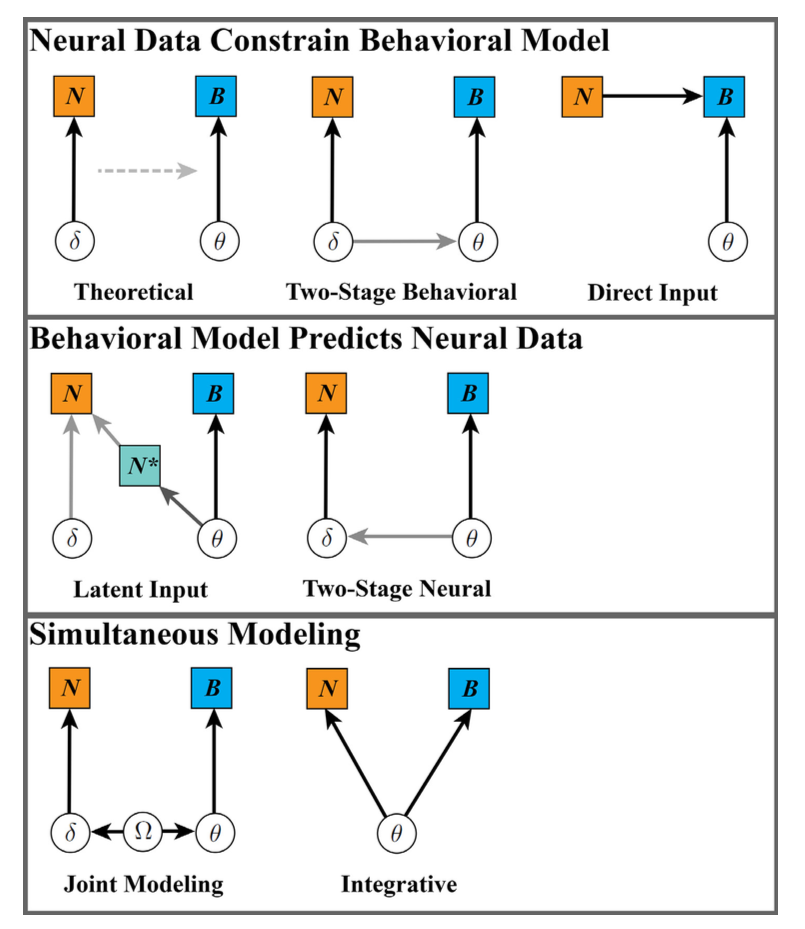 Neural Data Constrain Behavioral Model
N B N B N B
δ θ δ θ θ
Theoretical Two-Stage Behavioral Direct Input
Behavioral Model Predicts Neural Data
N B N B
N*
δ θ δ θ
Latent Input Two-Stage Neural
Simultaneous Modeling
N B N B
δ Ω θ θ
Joint Modeling Integrative